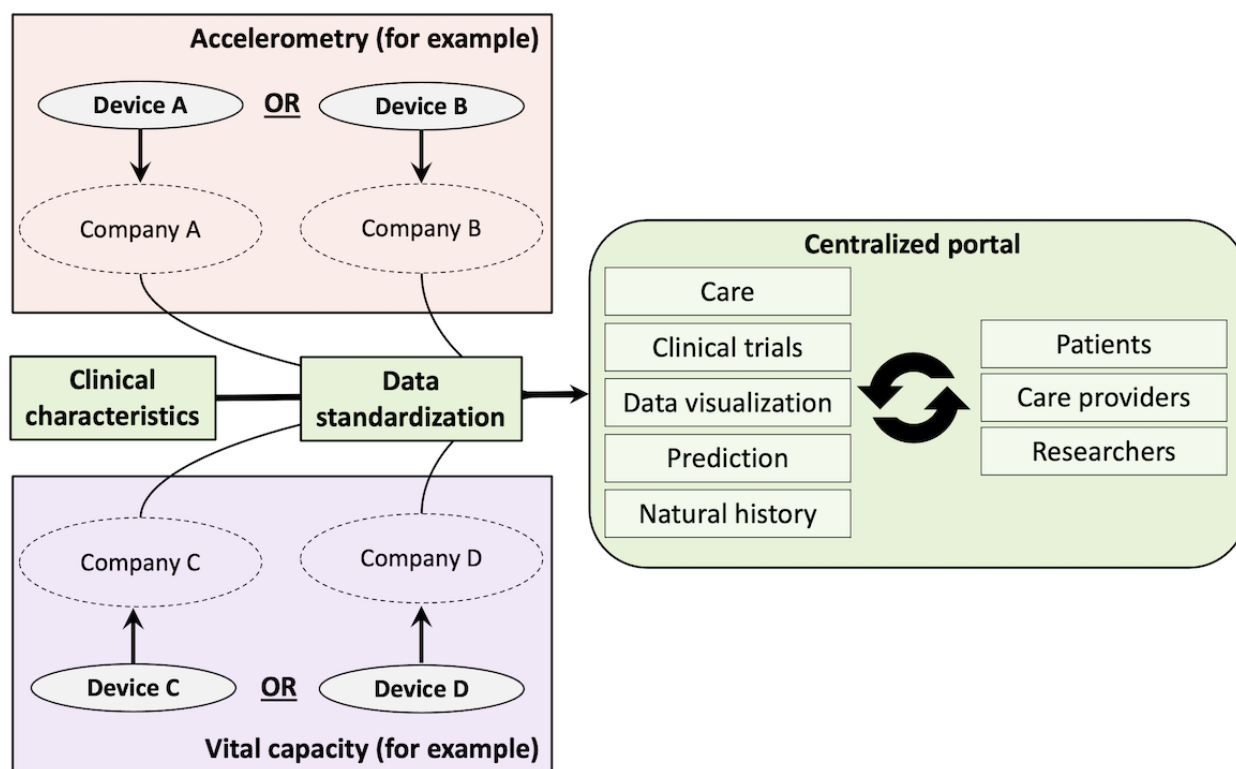 Accelerometry (for example)
Device A OR Device B
Company A Company B
Clinical
characteristics
Data
standardization
Company C Company D
Device C OR Device D
Vital capacity (for example)
Centralized portal
Care
Clinical trials
Data visualization
Prediction
Natural history
Patients
Care providers
Researchers